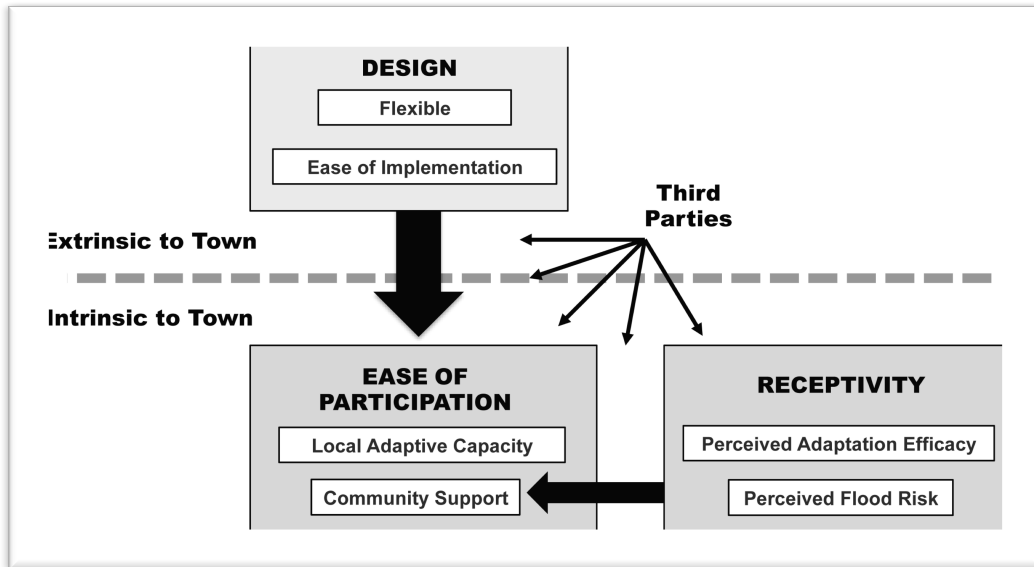 DESIGN
Flexible
Ease of Implementation
Third
Parties
Extrinsic to Town
Intrinsic to Town
EASE OF
PARTICIPATION
Local Adaptive Capacity
Community Support
RECEPTIVITY
Perceived Adaptation Efficacy
Perceived Flood Risk